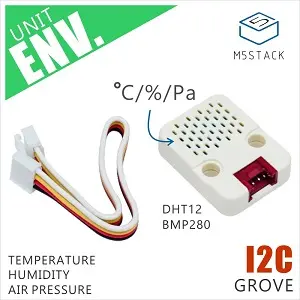 UNIT
ENV.
M5STACK
°C/%/Pa
DHT12
BMP280
TEMPERATURE
HUMIDITY
AIR PRESSURE
I2C
GROVE